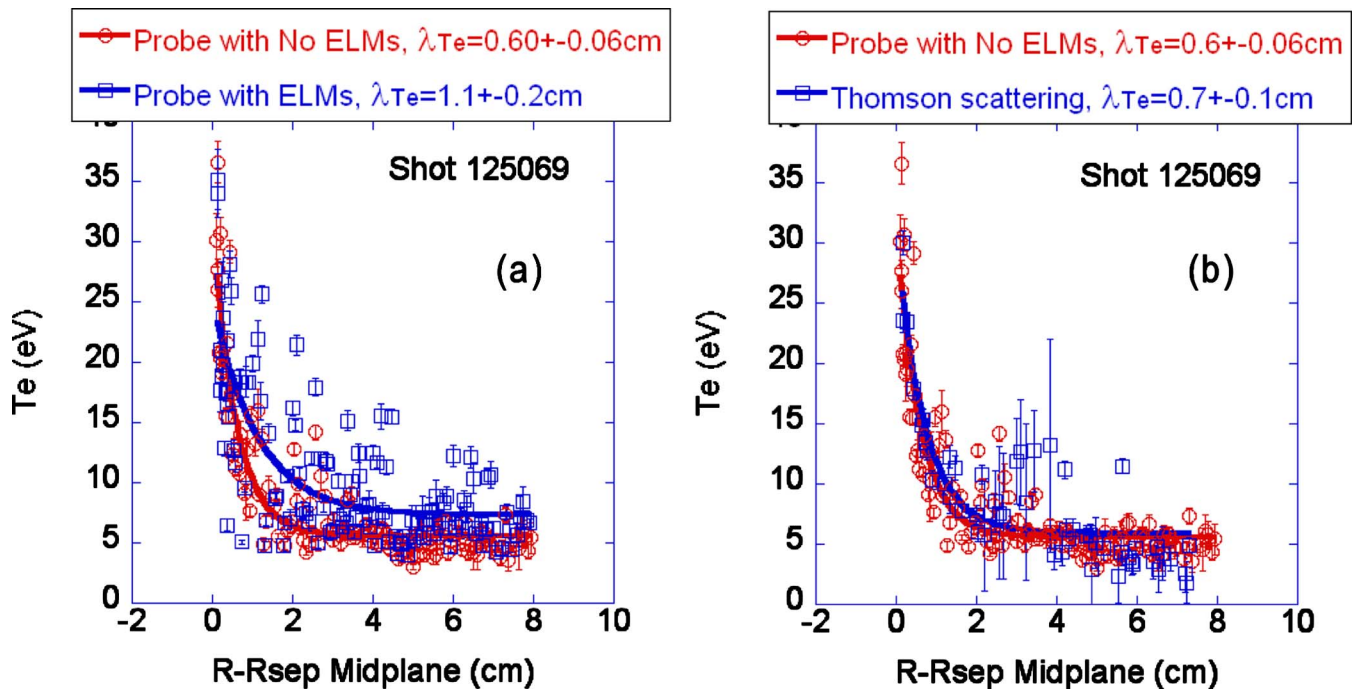 Probe with No ELMs, λTe=0.60+-0.06cm
Probe with ELMs, λTe=1.1+-0.2cm
35
30
25
20
15
10
5
0
-2 0 2 4 6 8 10
Te (eV)
R-Rsep Midplane (cm)
Shot 125069
(a)
Probe with No ELMs, λTe=0.6+-0.06cm
Thomson scattering, λTe=0.7+-0.1cm
35
30
25
20
15
10
5
0
-2 0 2 4 6 8 10
Te (eV)
R-Rsep Midplane (cm)
Shot 125069
(b)